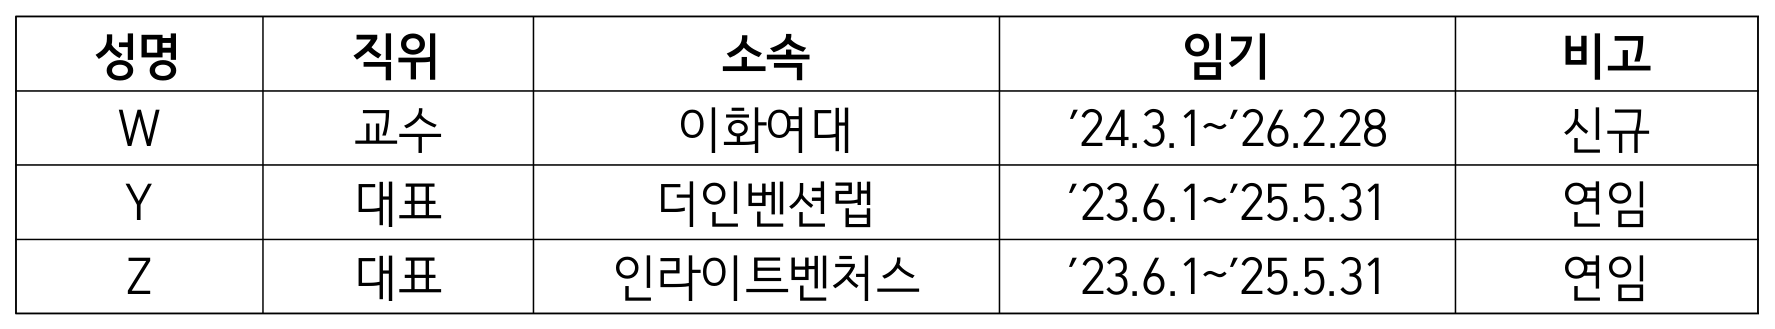 성명 직위 소속 임기 비고
W 교수 이화여대 ’24.3.1~’26.2.28 신규
Y 대표 더인벤션랩 ’23.6.1~’25.5.31 연임
Z 대표 인라이트벤처스 ’23.6.1~’25.5.31 연임